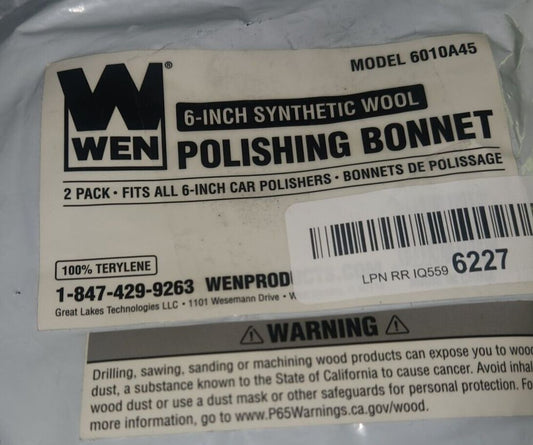 MODEL 6010A45
WEN®
6-INCH SYNTHETIC WOOL
POLISHING BONNET
2 PACK • FITS ALL 6-INCH CAR POLISHERS • BONNETS DE POLISSAGE
LPN RR IQ559 6227
100% TERYLENE
1-847-429-9263 WENPRODUCTS.COM
Great Lakes Technologies LLC • 1101 Wesemann Drive •
⚠ WARNING ⚠
Drilling, sawing, sanding or machining wood products can expose you to wood
dust, a substance known to the State of California to cause cancer. Avoid
wood dust or use a dust mask or other safeguards for personal protection.
more information, go to www.P65Warnings.ca.gov/wood.